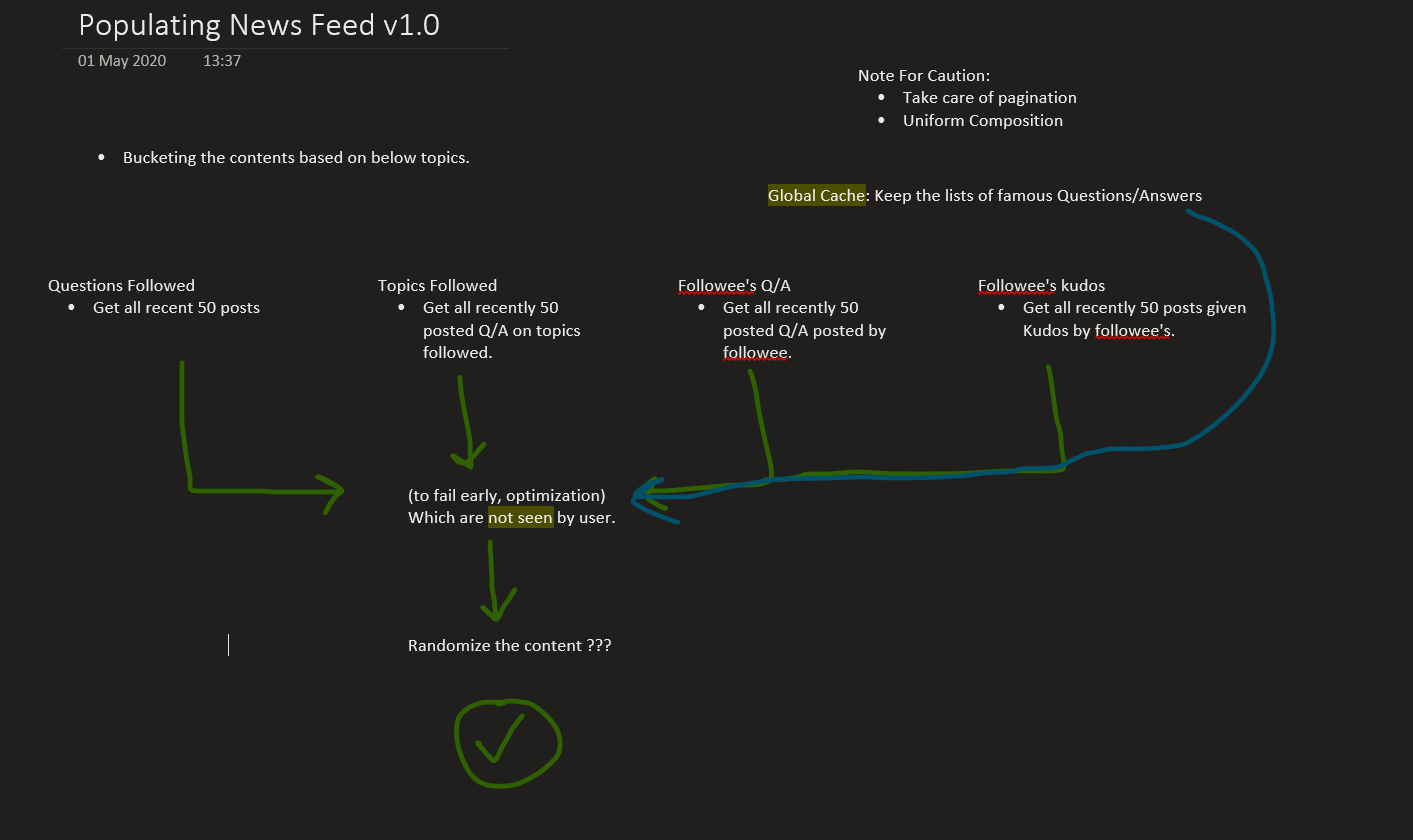 Populating News Feed v1.0
01 May 2020 13:37
Note For Caution:
• Take care of pagination
• Uniform Composition
• Bucketing the contents based on below topics.
Global Cache: Keep the lists of famous Questions/Answers
Questions Followed
• Get all recent 50 posts
Topics Followed
• Get all recently 50
posted Q/A on topics
followed.
Followee's Q/A
• Get all recently 50
posted Q/A posted by
followee.
Followee's kudos
• Get all recently 50 posts given
Kudos by followee's.
(to fail early, optimization)
Which are not seen by user.
Randomize the content ???